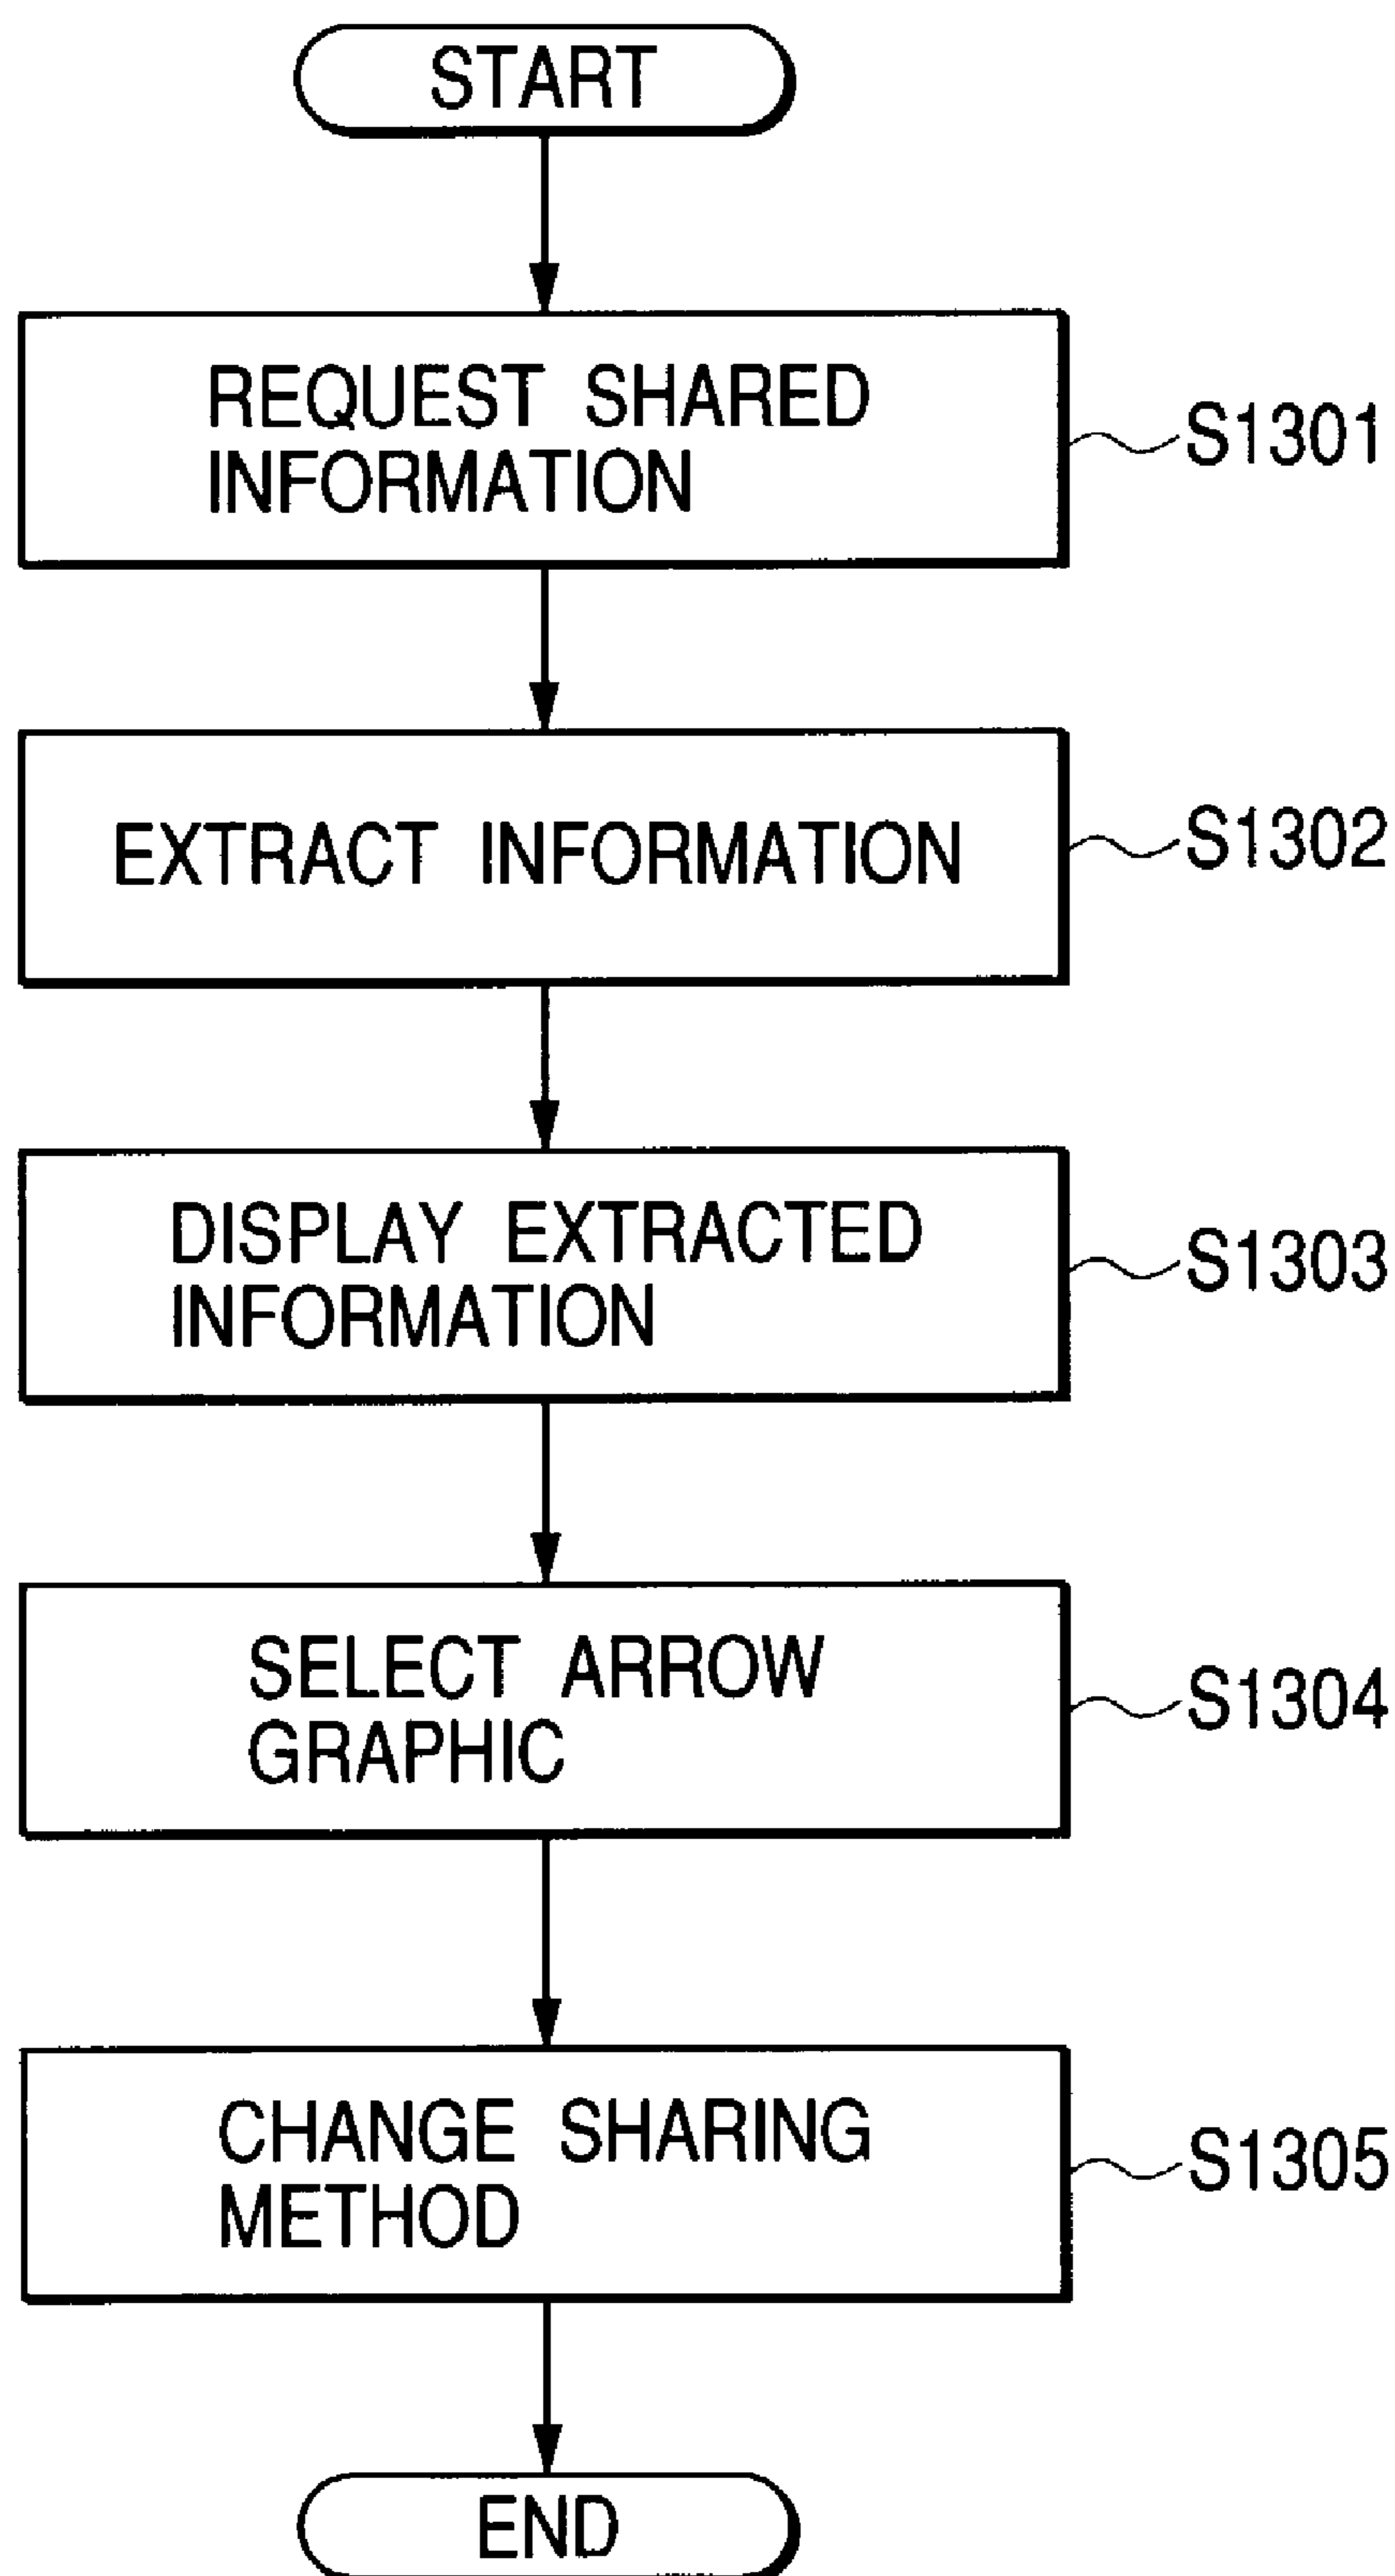 START
REQUEST SHARED
INFORMATION
S1301
EXTRACT INFORMATION
S1302
DISPLAY EXTRACTED
INFORMATION
S1303
SELECT ARROW
GRAPHIC
S1304
CHANGE SHARING
METHOD
S1305
END